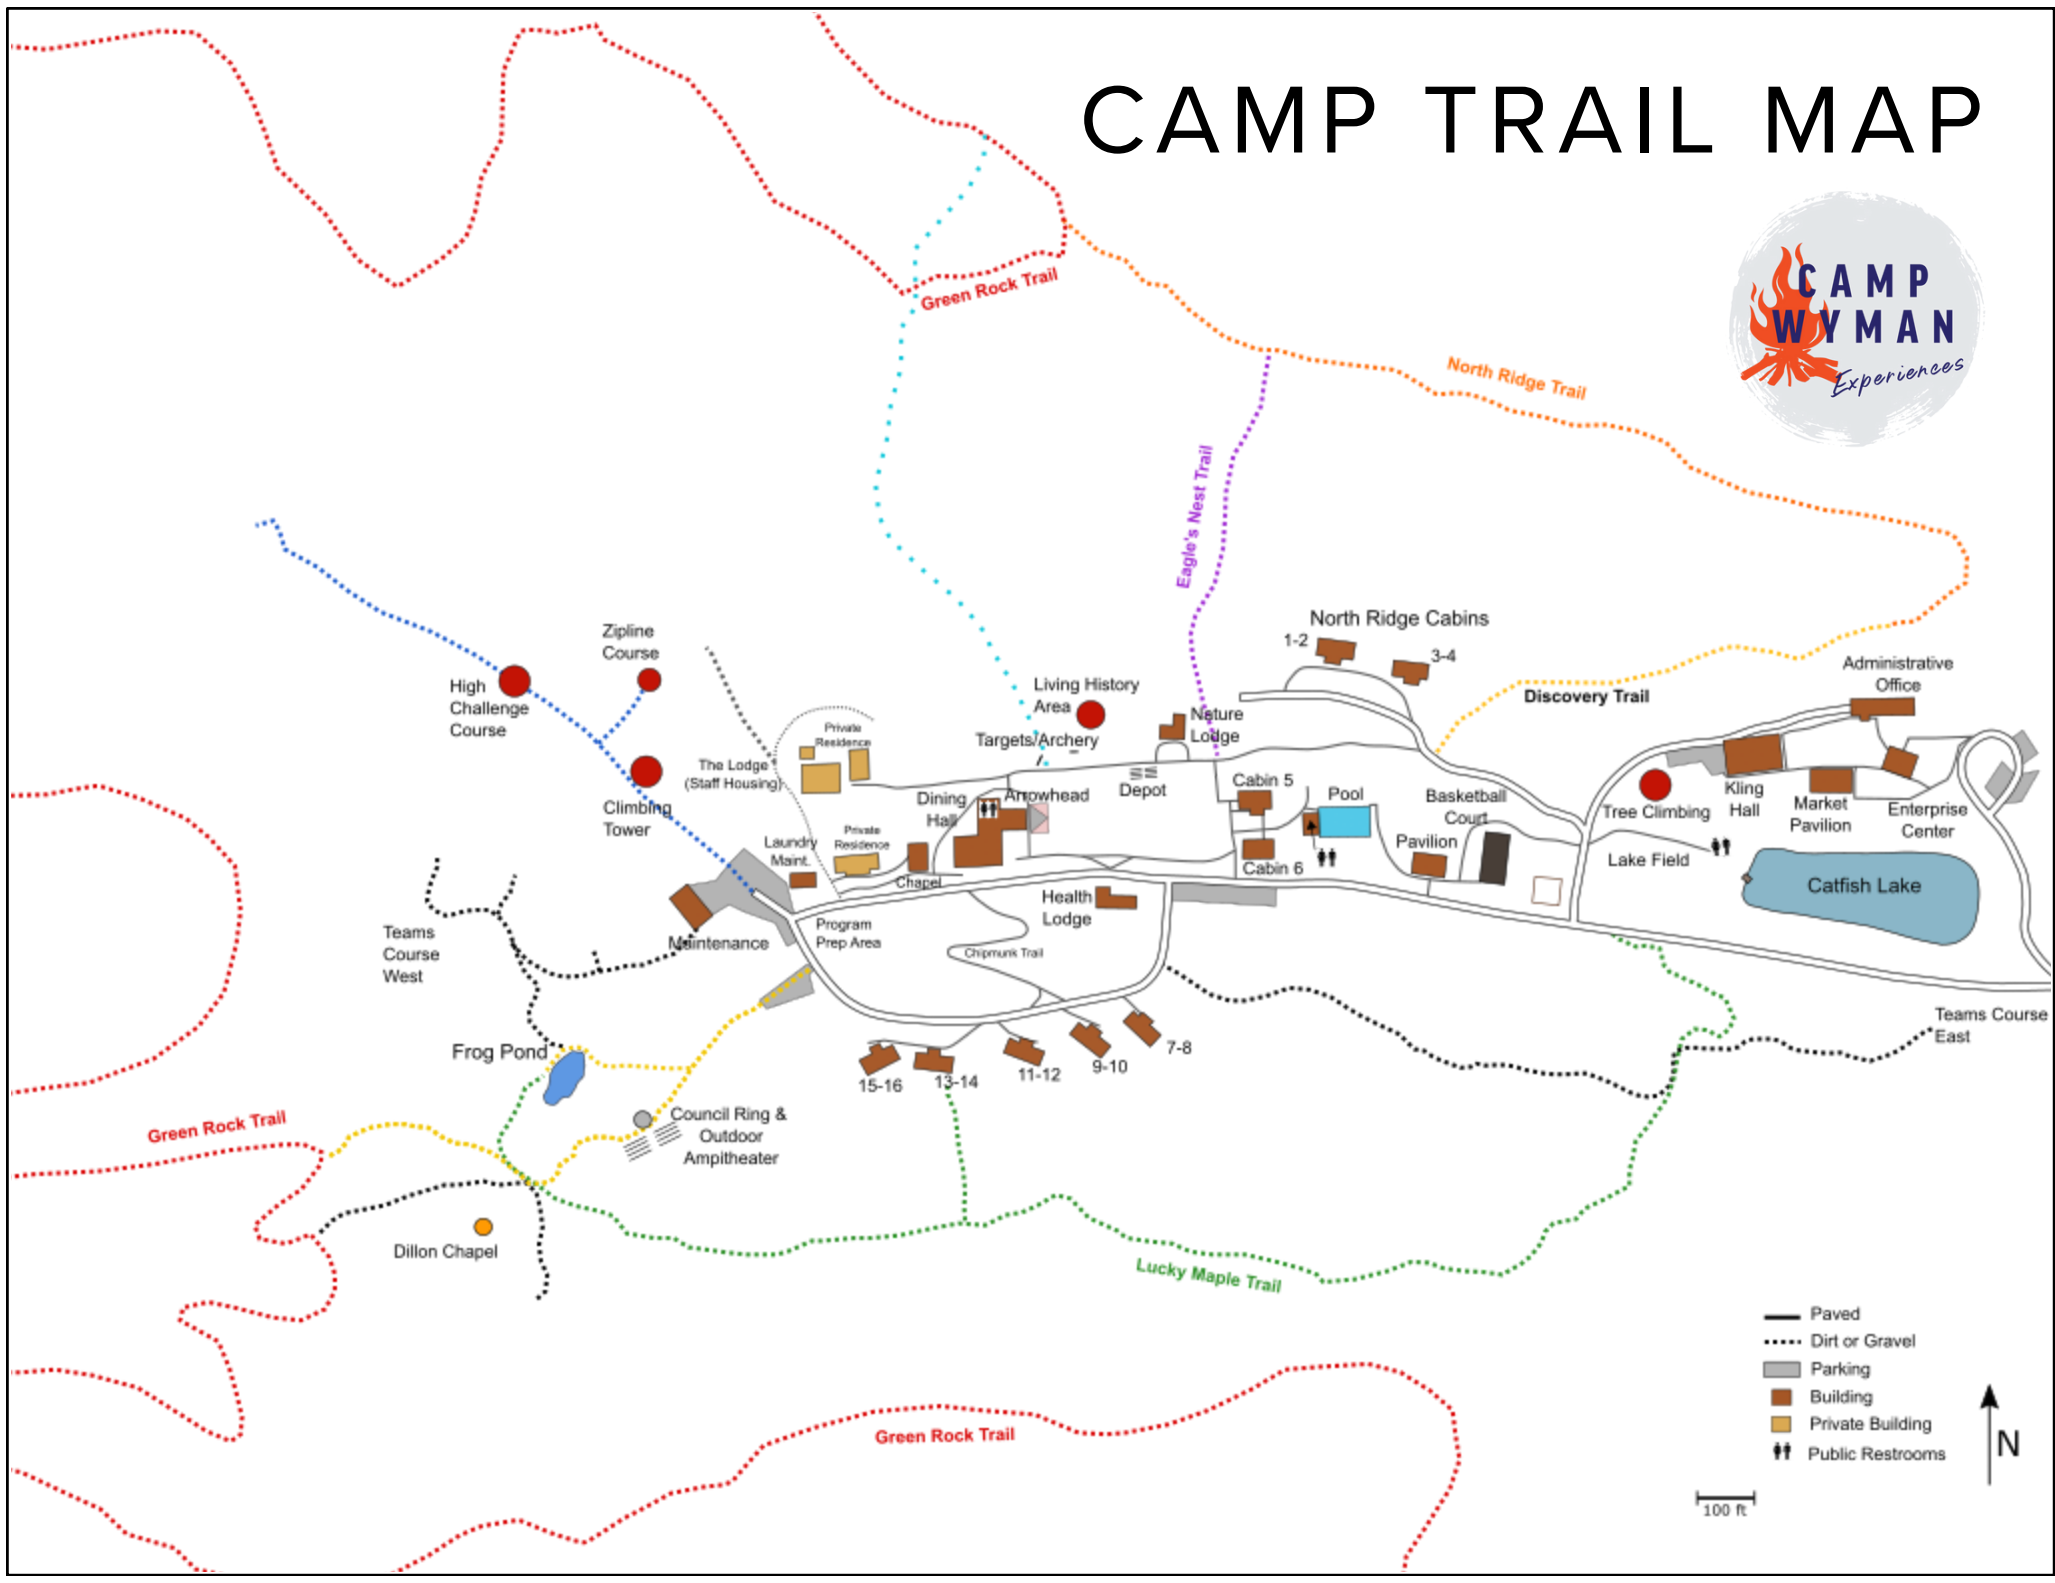 CAMP TRAIL MAP
CAMP
WYMAN
Experiences
Green Rock Trail
North Ridge Trail
Eagle's Nest Trail
North Ridge Cabins
1-2
3-4
Zipline
Course
High
Challenge
Course
Living History
Area
Targets/Archery
Nature
Lodge
Discovery Trail
Administrative
Office
Private
Residence
The Lodge
(Staff Housing)
Climbing
Tower
Dining
Hall
Arrowhead
Depot
Cabin 5
Pool
Basketball
Court
Tree Climbing
Kling
Hall
Market
Pavilion
Enterprise
Center
Laundry
Maint.
Private
Residence
Chapel
Cabin 6
Pavilion
Lake Field
Catfish Lake
Health
Lodge
Teams
Course
West
Maintenance
Program
Prep Area
Chipmunk Trail
Teams Course
East
Frog Pond
15-16
13-14
11-12
9-10
7-8
Council Ring &
Outdoor
Ampitheater
Green Rock Trail
Dillon Chapel
Lucky Maple Trail
Green Rock Trail
Paved
Dirt or Gravel
Parking
Building
Private Building
Public Restrooms
N
100 ft